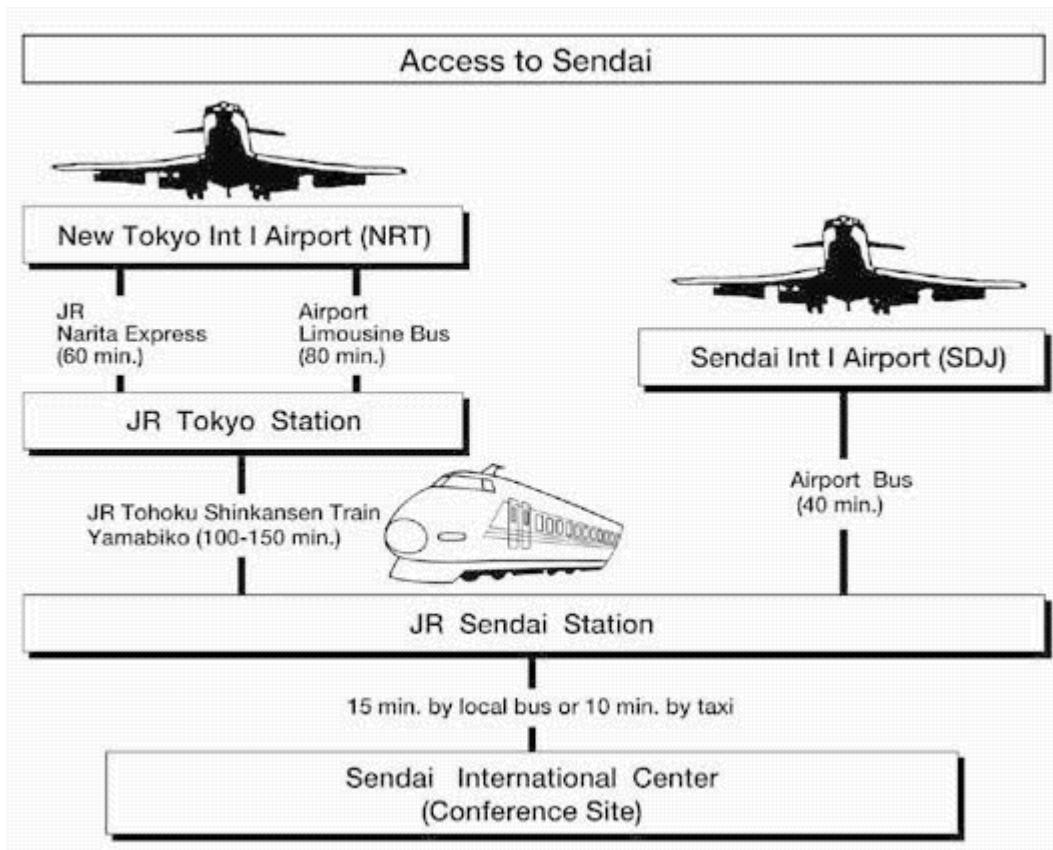 Access to Sendai
New Tokyo Int l Airport (NRT)
JR
Narita Express
(60 min.)
Airport
Limousine Bus
(80 min.)
JR Tokyo Station
JR Tohoku Shinkansen Train
Yamabiko (100-150 min.)
Sendai Int l Airport (SDJ)
Airport Bus
(40 min.)
JR Sendai Station
15 min. by local bus or 10 min. by taxi
Sendai International Center
(Conference Site)